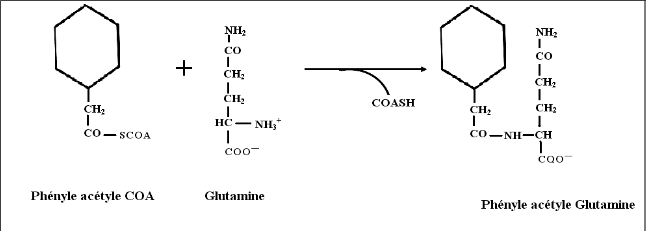 CH2
CO — SCOA
+
NH2
CO
CH2
CH2
HC — NH3+
COO−
COASH
NH2
CO
CH2
CH2
CH2
CO — NH — CH
COO−
Phényle acétyle COA
Glutamine
Phényle acétyle Glutamine